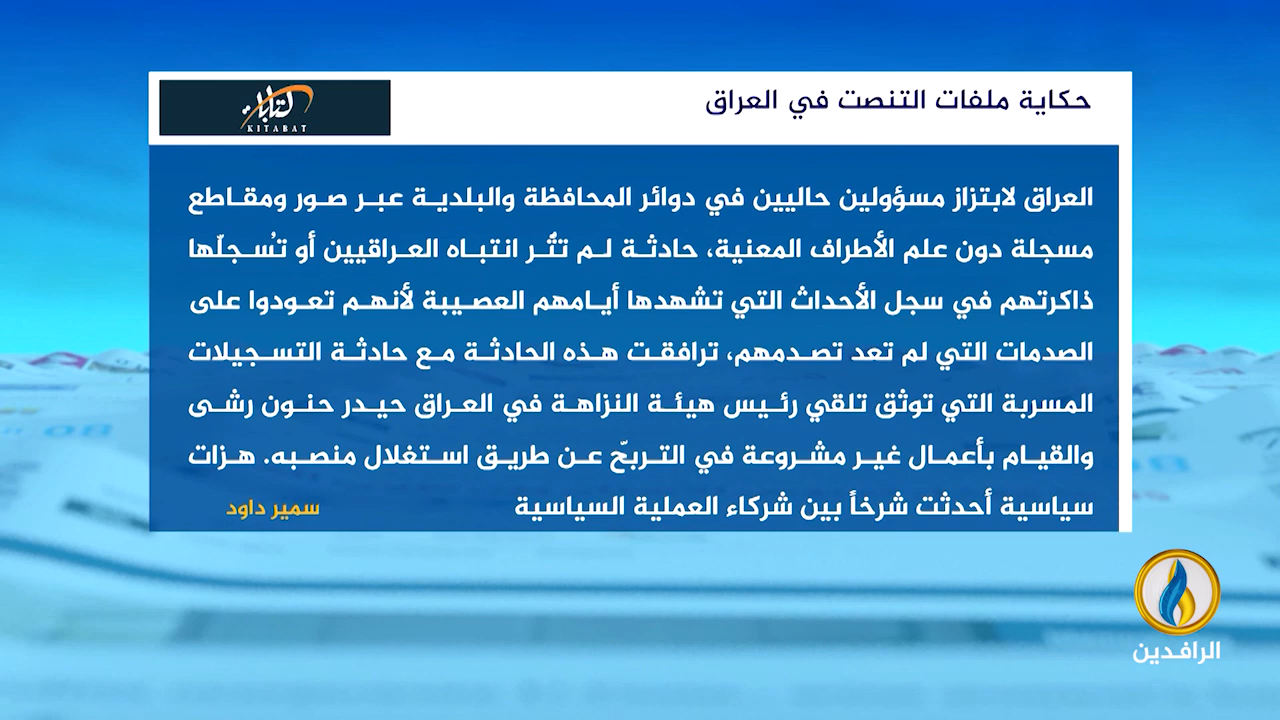 حكاية ملفات التنصت في العراق
كتابات
KITABAT
العراق لابتزاز مسؤولين حاليين في دوائر المحافظة والبلدية عبر صور ومقاطع
مسجلة دون علم الأطراف المعنية، حادثة لم تثُر انتباه العراقيين أو تُسجلّها
ذاكرتهم في سجل الأحداث التي تشهدها أيامهم العصيبة لأنهم تعودوا على
الصدمات التي لم تعد تصدمهم، ترافقت هذه الحادثة مع حادثة التسجيلات
المسربة التي توثق تلقي رئيس هيئة النزاهة في العراق حيدر حنون رشى
والقيام بأعمال غير مشروعة في التربحّ عن طريق استغلال منصبه. هزات
سياسية أحدثت شرخاً بين شركاء العملية السياسية
سمير داود
الرافدين